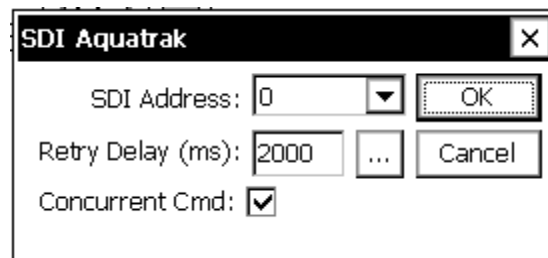 SDI Aquatrak
SDI Address: 0 OK
Retry Delay (ms): 2000 ... Cancel
Concurrent Cmd: